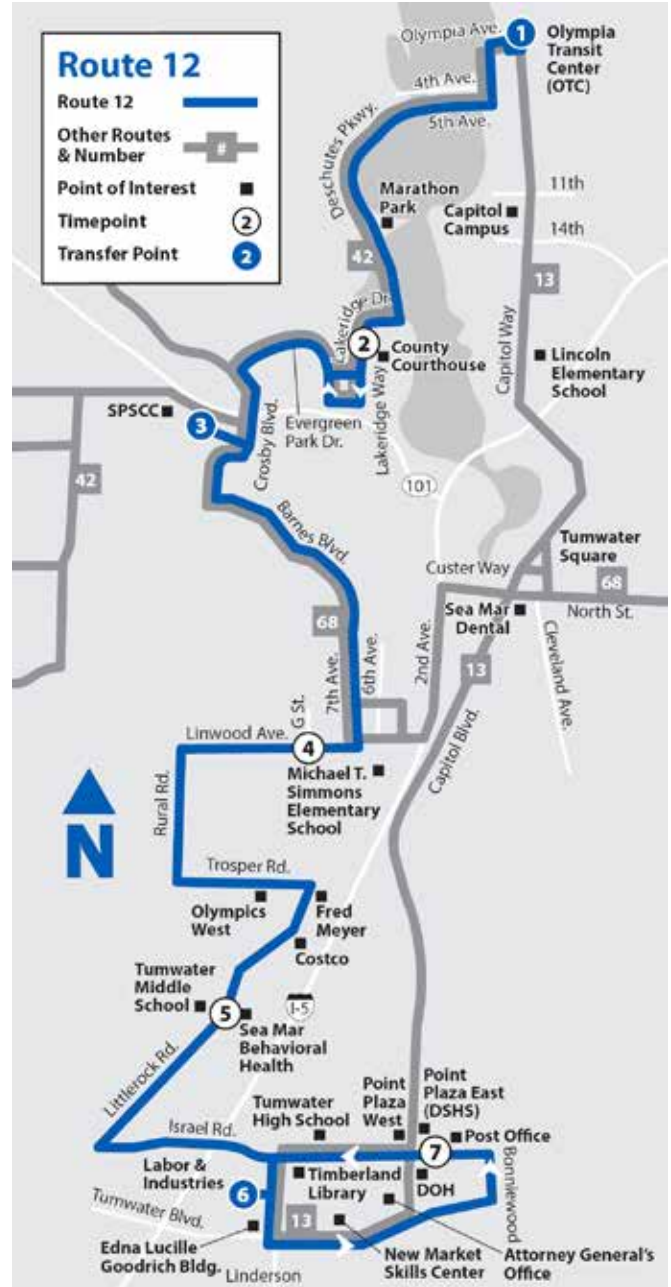 Route 12
Route 12
Other Routes
& Number
#
Point of Interest
Timepoint
2
Transfer Point
2
Olympia Ave.
1
Olympia
Transit
Center
(OTC)
4th Ave.
5th Ave.
Deschutes Pkwy.
Marathon
Park
Capitol
Campus
11th
14th
42
13
Lakeridge Dr.
2
County
Courthouse
Capitol Way
Lincoln
Elementary
School
SPSCC
3
Crosby Blvd.
Evergreen
Park Dr.
Lakeridge Way
101
42
Barnes Blvd.
Custer Way
Tumwater
Square
68
North St.
Sea Mar
Dental
Cleveland Ave.
68
7th Ave.
6th Ave.
2nd Ave.
13
Capitol Blvd.
G St.
Linwood Ave.
4
Michael T.
Simmons
Elementary
School
Rural Rd.
N
Trosper Rd.
Olympics
West
Fred
Meyer
Costco
Tumwater
Middle
School
5
Sea Mar
Behavioral
Health
I-5
Littlerock Rd.
Israel Rd.
Tumwater
High School
Point
Plaza
West
Point
Plaza East
(DSHS)
Post Office
7
Labor &
Industries
6
Timberland
Library
DOH
Bonniewood
Tumwater Blvd.
13
Edna Lucille
Goodrich Bldg.
Linderson
New Market
Skills Center
Attorney General's
Office